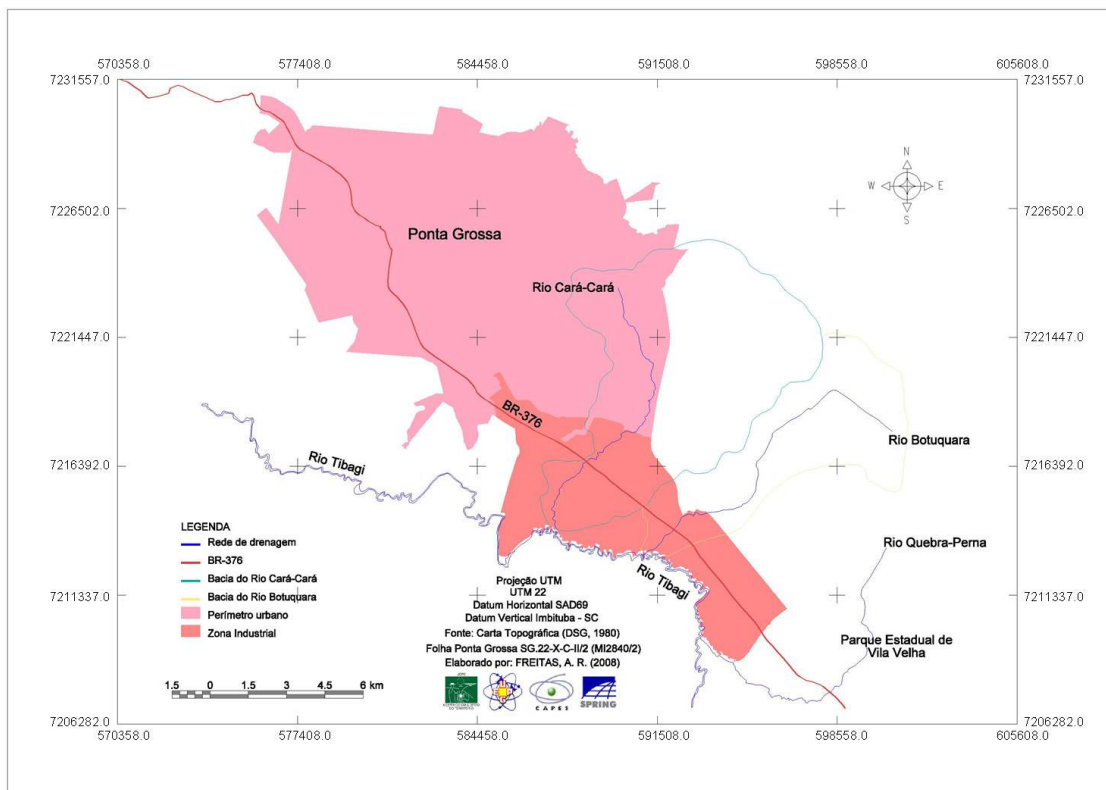 570358.0 577408.0 584458.0 591508.0 598558.0 605608.0
7231557.0 7231557.0
N
W E
S
7226502.0 7226502.0
Ponta Grossa
Rio Cará-Cará
7221447.0 7221447.0
BR-376
Rio Botuquara
7216392.0 7216392.0
Rio Tibagi
LEGENDA
Rede de drenagem
BR-376
Bacia do Rio Cará-Cará
Bacia do Rio Botuquara
Perímetro urbano
Zona Industrial
Rio Quebra-Perna
Rio Tibagi
7211337.0 7211337.0
Parque Estadual de
Vila Velha
Projeção UTM
UTM 22
Datum Horizontal SAD69
Datum Vertical Imbituba - SC
Fonte: Carta Topográfica (DSG, 1980)
Folha Ponta Grossa SG.22-X-C-II/2 (MI2840/2)
Elaborado por: FREITAS, A. R. (2008)
1.5 0 1.5 3 4.5 6 km
CAPES
SPRING
7206282.0 7206282.0
570358.0 577408.0 584458.0 591508.0 598558.0 605608.0